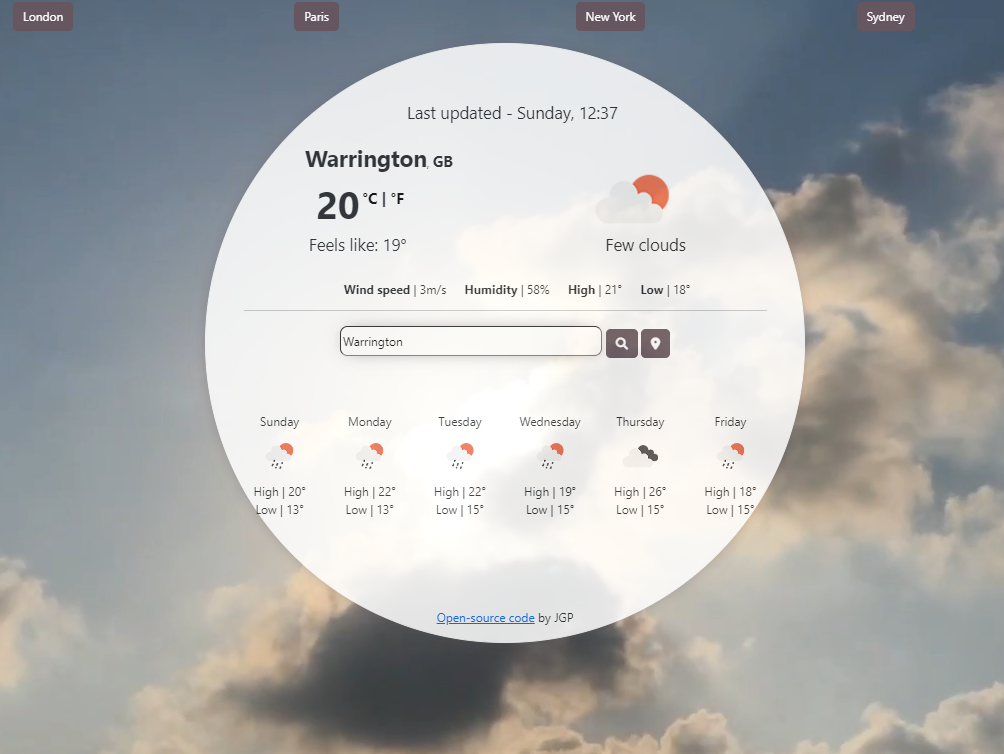 London Paris New York Sydney
Last updated - Sunday, 12:37
Warrington, GB
20 °C | °F
Feels like: 19° Few clouds
Wind speed | 3m/s Humidity | 58% High | 21° Low | 18°
Warrington
Sunday Monday Tuesday Wednesday Thursday Friday
High | 20° High | 22° High | 22° High | 19° High | 26° High | 18°
Low | 13° Low | 13° Low | 15° Low | 15° Low | 15° Low | 15°
Open-source code by JGP